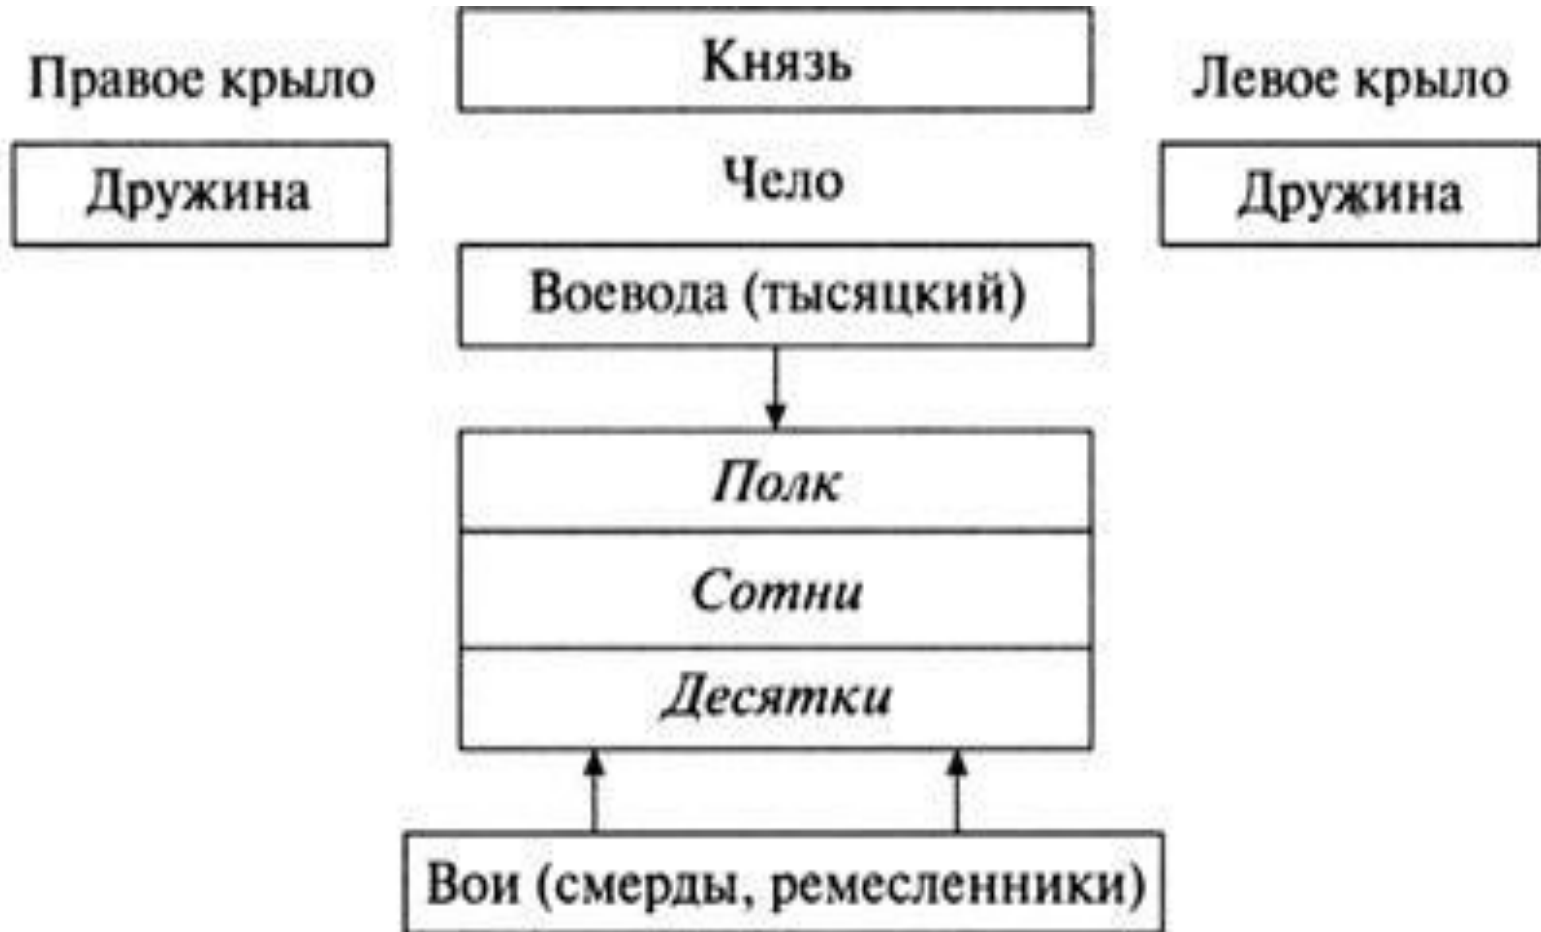 Князь
Правое крыло
Левое крыло
Дружина
Чело
Дружина
Воевода (тысяцкий)
Полк
Сотни
Десятки
Вои (смерды, ремесленники)